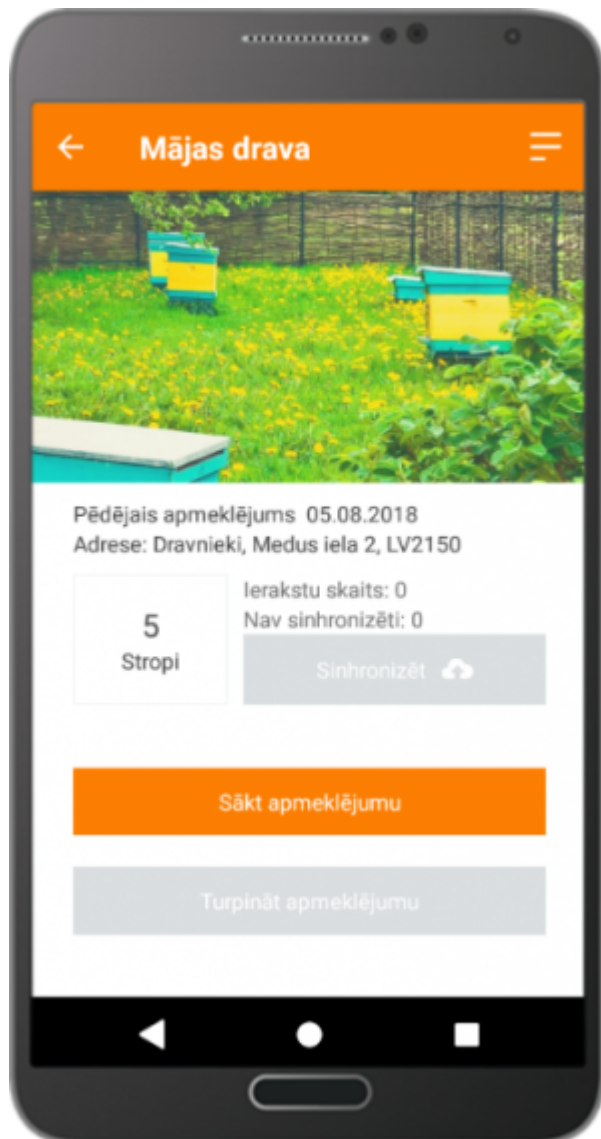 Mājas drava
Pēdējais apmeklējums 05.08.2018
Adrese: Dravnieki, Medus iela 2, LV2150
5
Stropi
Ierakstu skaits: 0
Nav sinhronizēti: 0
Sinhronizēt
Sākt apmeklējumu
Turpināt apmeklējumu